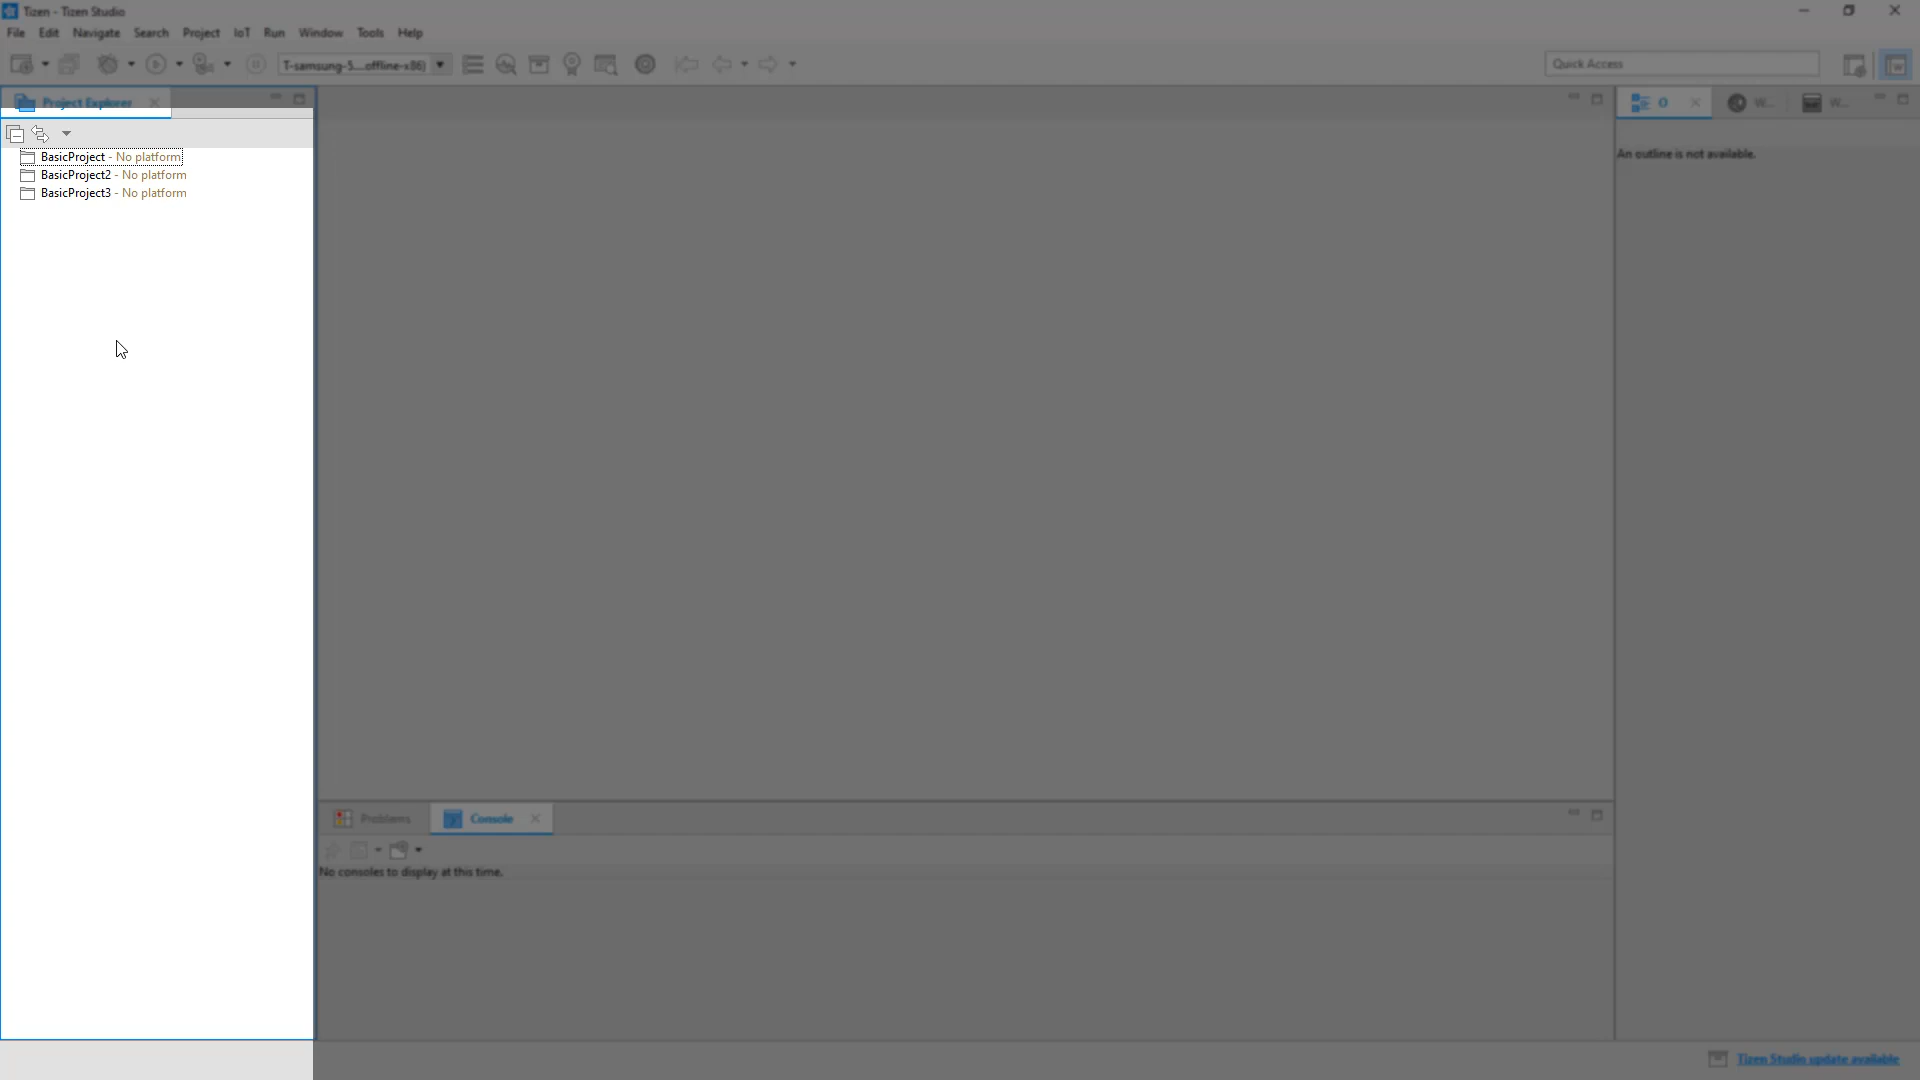 Tizen - Tizen Studio
File Edit Navigate Search Project IoT Run Window Tools Help
T-samsung-5....offline-x86)
Quick Access
Project Explorer
O W... W...
BasicProject - No platform
BasicProject2 - No platform
BasicProject3 - No platform
An outline is not available.
Problems Console
No consoles to display at this time.
Tizen Studio update available